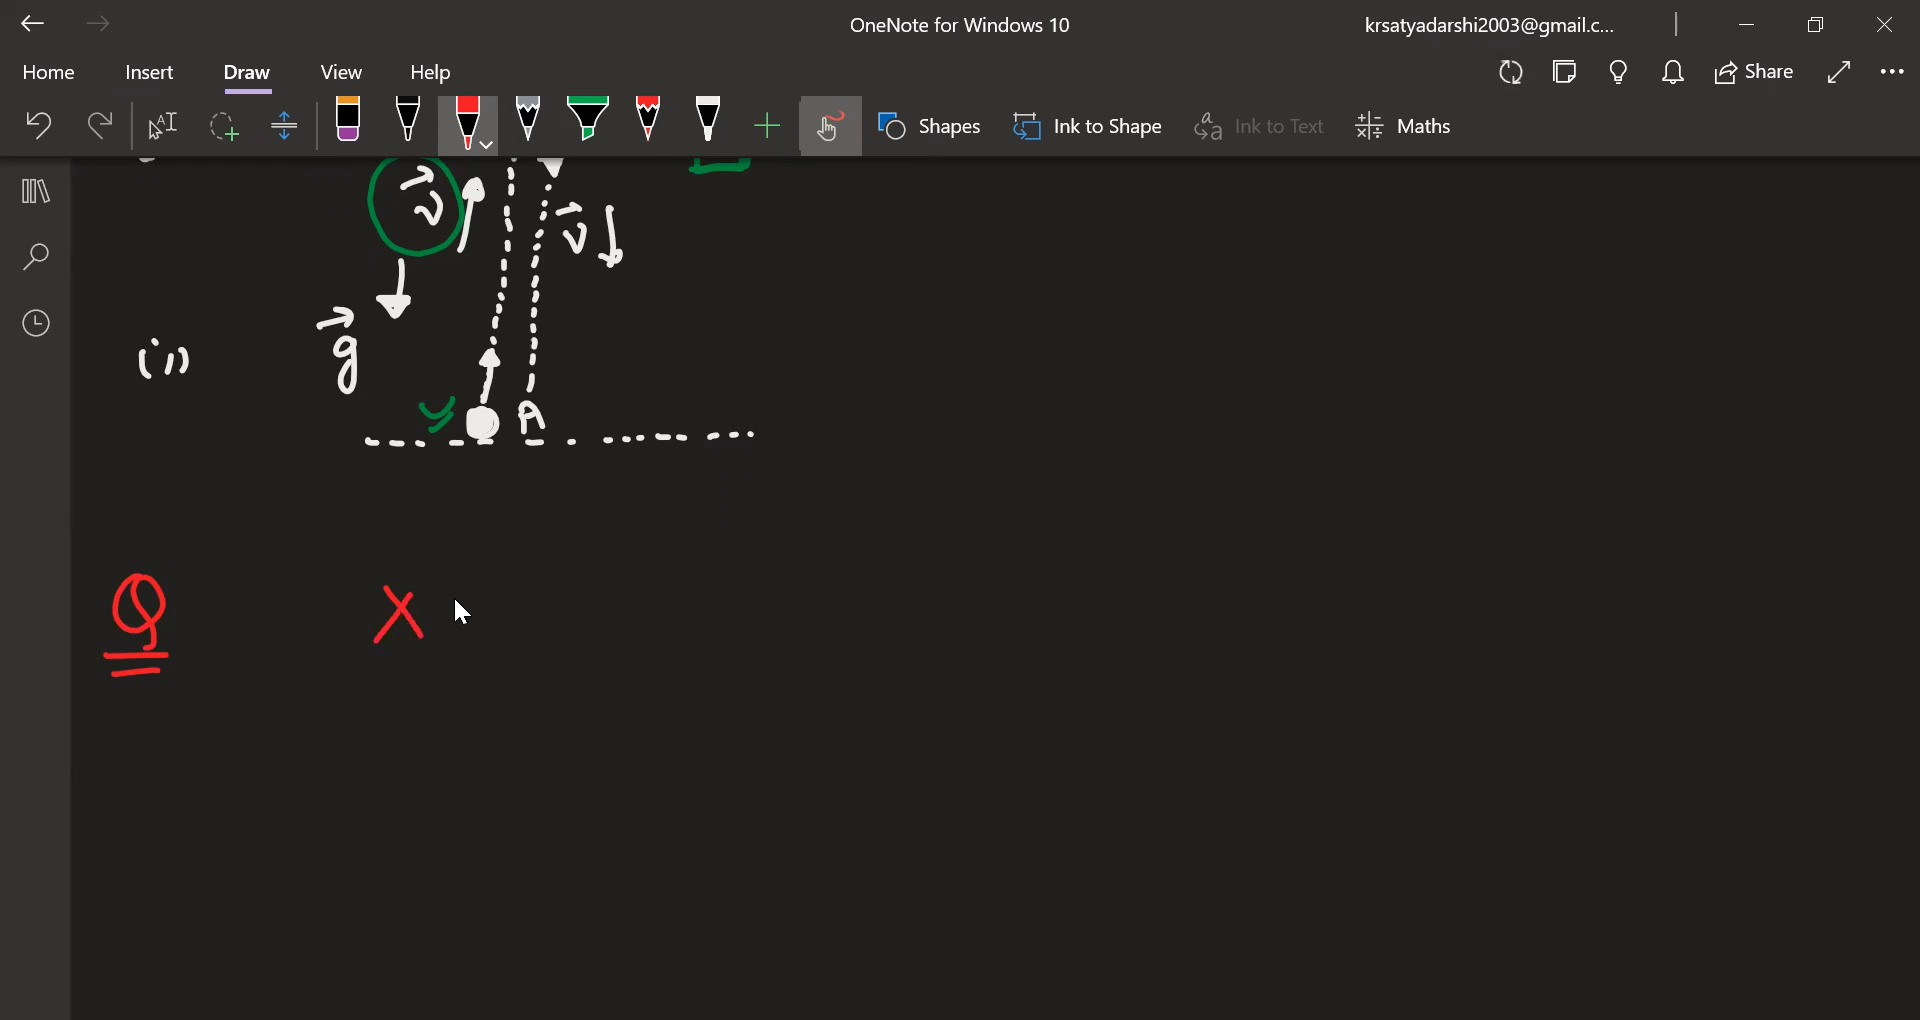 OneNote for Windows 10
krsatyadarshi2003@gmail.c...
Home Insert Draw View Help
Share
Shapes Ink to Shape Ink to Text Maths
v
v
g
A
Q X